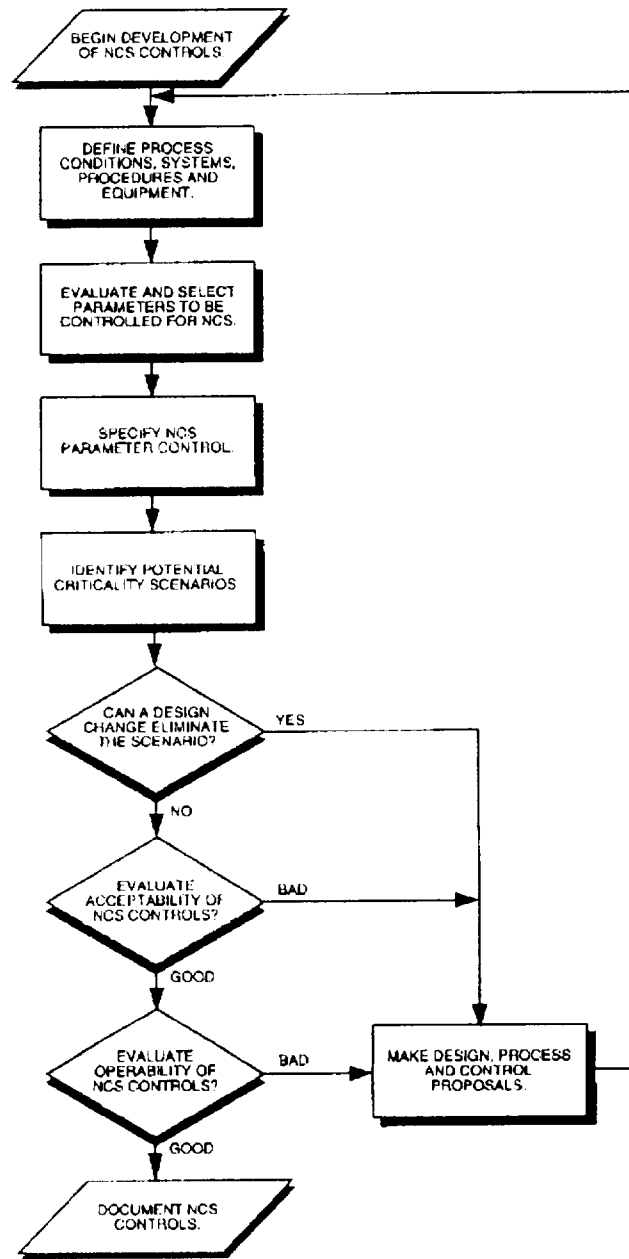 BEGIN DEVELOPMENT
OF NCS CONTROLS.
DEFINE PROCESS
CONDITIONS, SYSTEMS,
PROCEDURES AND
EQUIPMENT.
EVALUATE AND SELECT
PARAMETERS TO BE
CONTROLLED FOR NCS.
SPECIFY NCS
PARAMETER CONTROL.
IDENTIFY POTENTIAL
CRITICALITY SCENARIOS
CAN A DESIGN
CHANGE ELIMINATE
THE SCENARIO?
YES
NO
EVALUATE
ACCEPTABILITY OF
NCS CONTROLS?
BAD
GOOD
EVALUATE
OPERABILITY OF
NCS CONTROLS?
BAD
MAKE DESIGN, PROCESS
AND CONTROL
PROPOSALS.
GOOD
DOCUMENT NCS
CONTROLS.